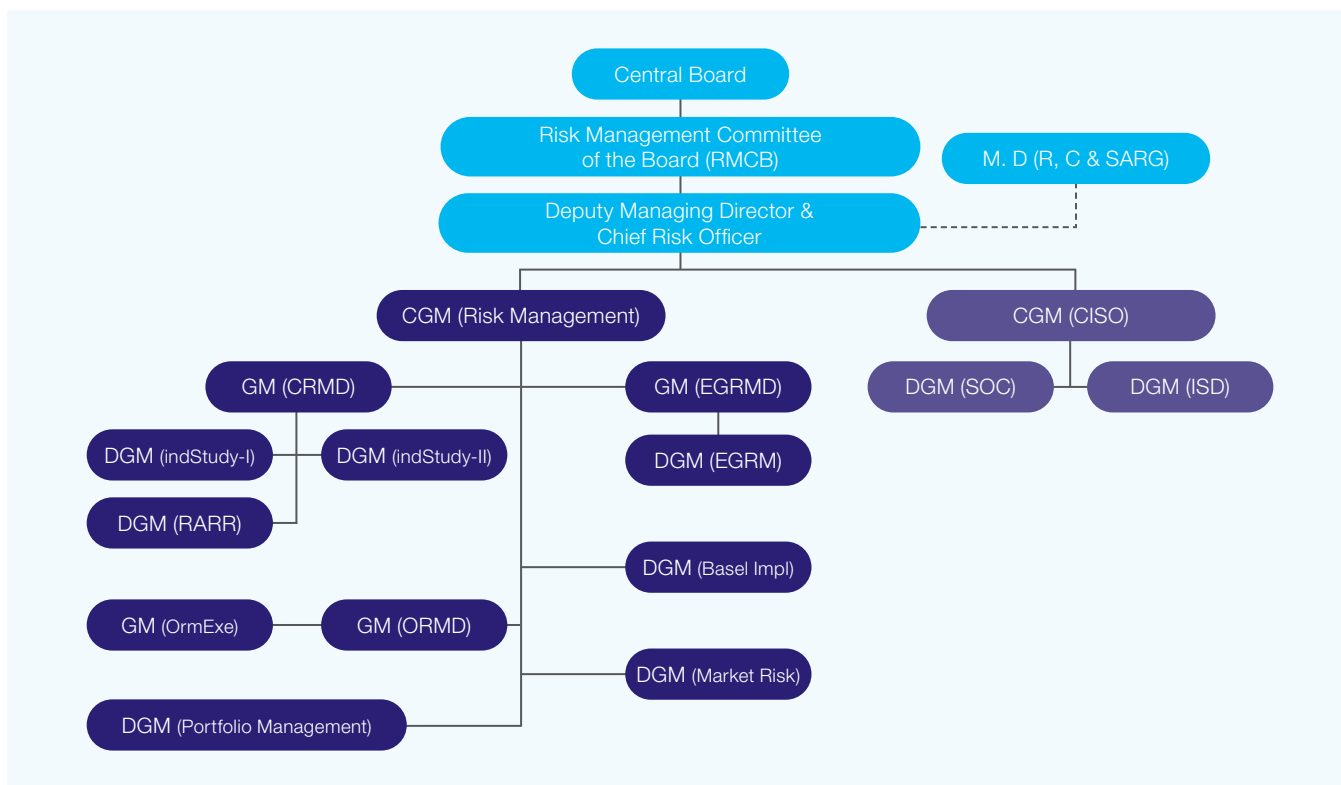 Central Board
Risk Management Committee
of the Board (RMCB)
M. D (R, C & SARG)
Deputy Managing Director &
Chief Risk Officer
CGM (Risk Management)
CGM (CISO)
GM (CRMD)
GM (EGRMD)
DGM (SOC)
DGM (ISD)
DGM (indStudy-I)
DGM (indStudy-II)
DGM (EGRM)
DGM (RARR)
DGM (Basel Impl)
GM (OrmExe)
GM (ORMD)
DGM (Market Risk)
DGM (Portfolio Management)